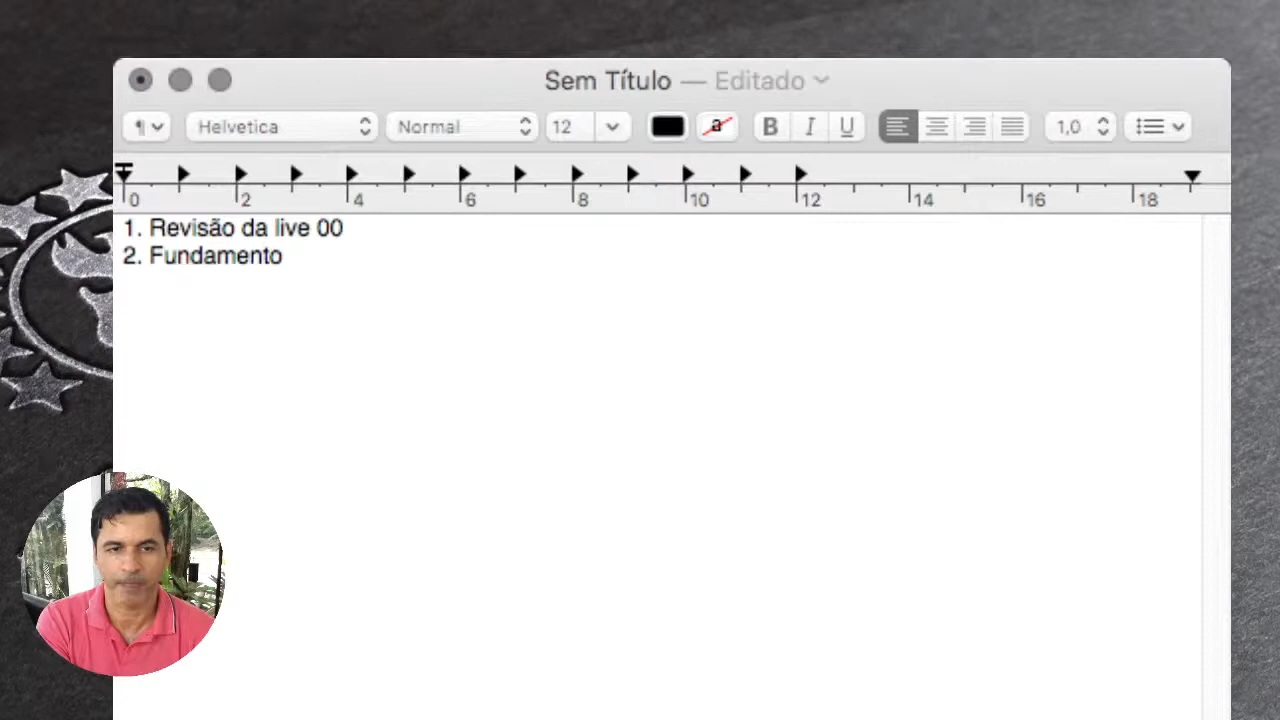 Sem Título — Editado
¶ Helvetica Normal 12 a B I U 1,0
0 2 4 6 8 10 12 14 16 18
1. Revisão da live 00
2. Fundamento